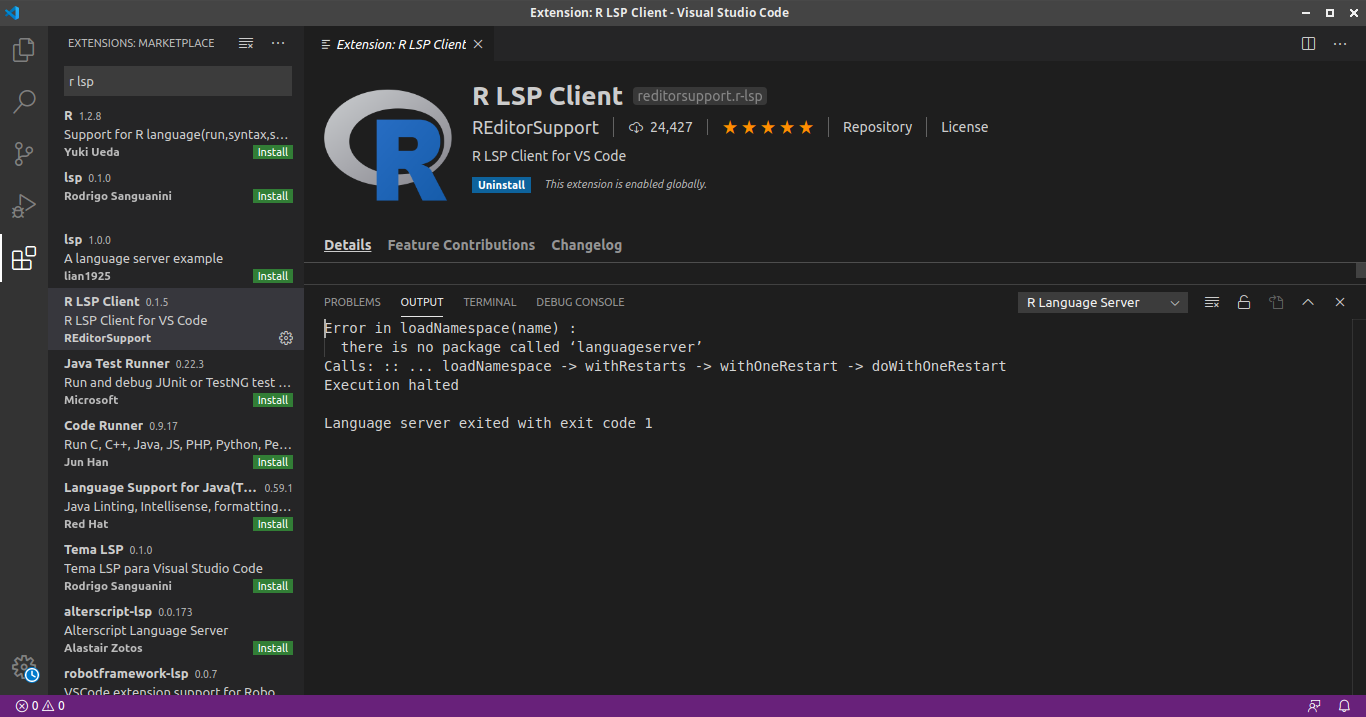 Extension: R LSP Client - Visual Studio Code
EXTENSIONS: MARKETPLACE
r lsp
R 1.2.8
Support for R language(run,syntax,s...
Yuki Ueda Install
lsp 0.1.0
Rodrigo Sanguanini Install
lsp 1.0.0
A language server example
lian1925 Install
R LSP Client 0.1.5
R LSP Client for VS Code
REditorSupport
Java Test Runner 0.22.3
Run and debug JUnit or TestNG test ...
Microsoft Install
Code Runner 0.9.17
Run C, C++, Java, JS, PHP, Python, Pe...
Jun Han Install
Language Support for Java(T... 0.59.1
Java Linting, Intellisense, formatting...
Red Hat Install
Tema LSP 0.1.0
Tema LSP para Visual Studio Code
Rodrigo Sanguanini Install
alterscript-lsp 0.0.173
Alterscript Language Server
Alastair Zotos Install
robotframework-lsp 0.0.7
VSCode extension support for Robo
Extension: R LSP Client
R
R LSP Client reditorsupport.r-lsp
REditorSupport 24,427 Repository License
R LSP Client for VS Code
Uninstall This extension is enabled globally.
Details Feature Contributions Changelog
PROBLEMS OUTPUT TERMINAL DEBUG CONSOLE R Language Server
Error in loadNamespace(name) :
there is no package called ‘languageserver’
Calls: :: ... loadNamespace -> withRestarts -> withOneRestart -> doWithOneRestart
Execution halted
Language server exited with exit code 1
0 0